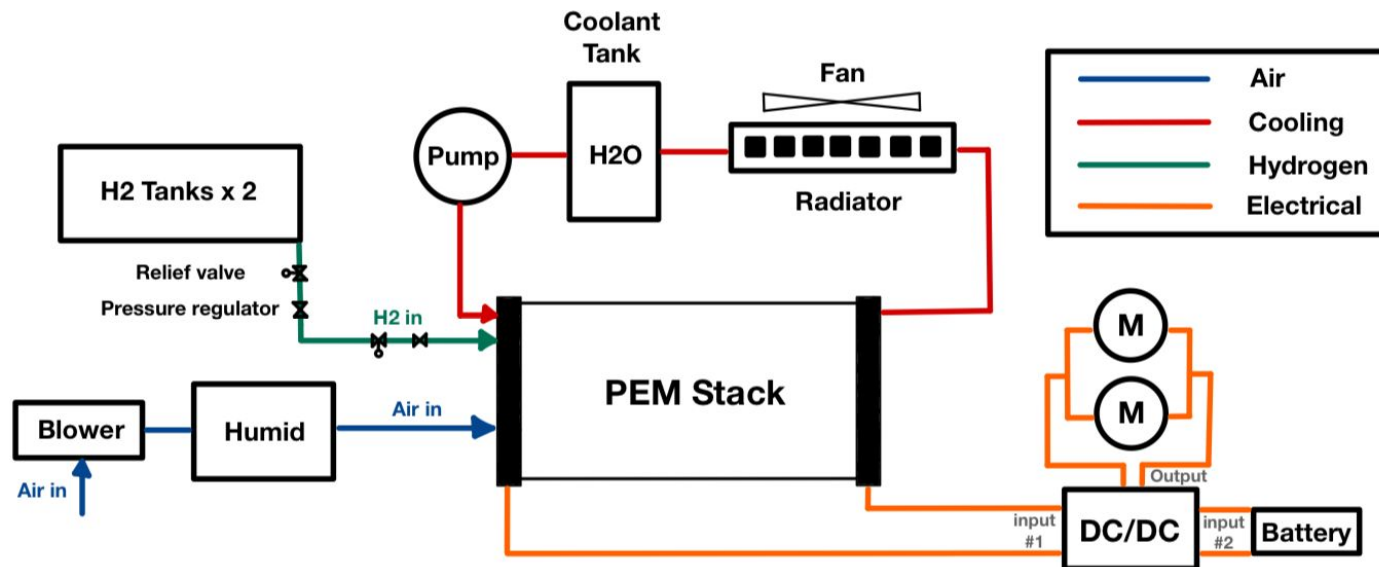 Coolant
Tank
Fan
Air
Cooling
Hydrogen
Electrical
Pump
H2O
Radiator
H2 Tanks x 2
Relief valve
Pressure regulator
H2 in
M
M
PEM Stack
Air in
Blower
Humid
Air in
Output
input
#1
DC/DC
input
#2
Battery